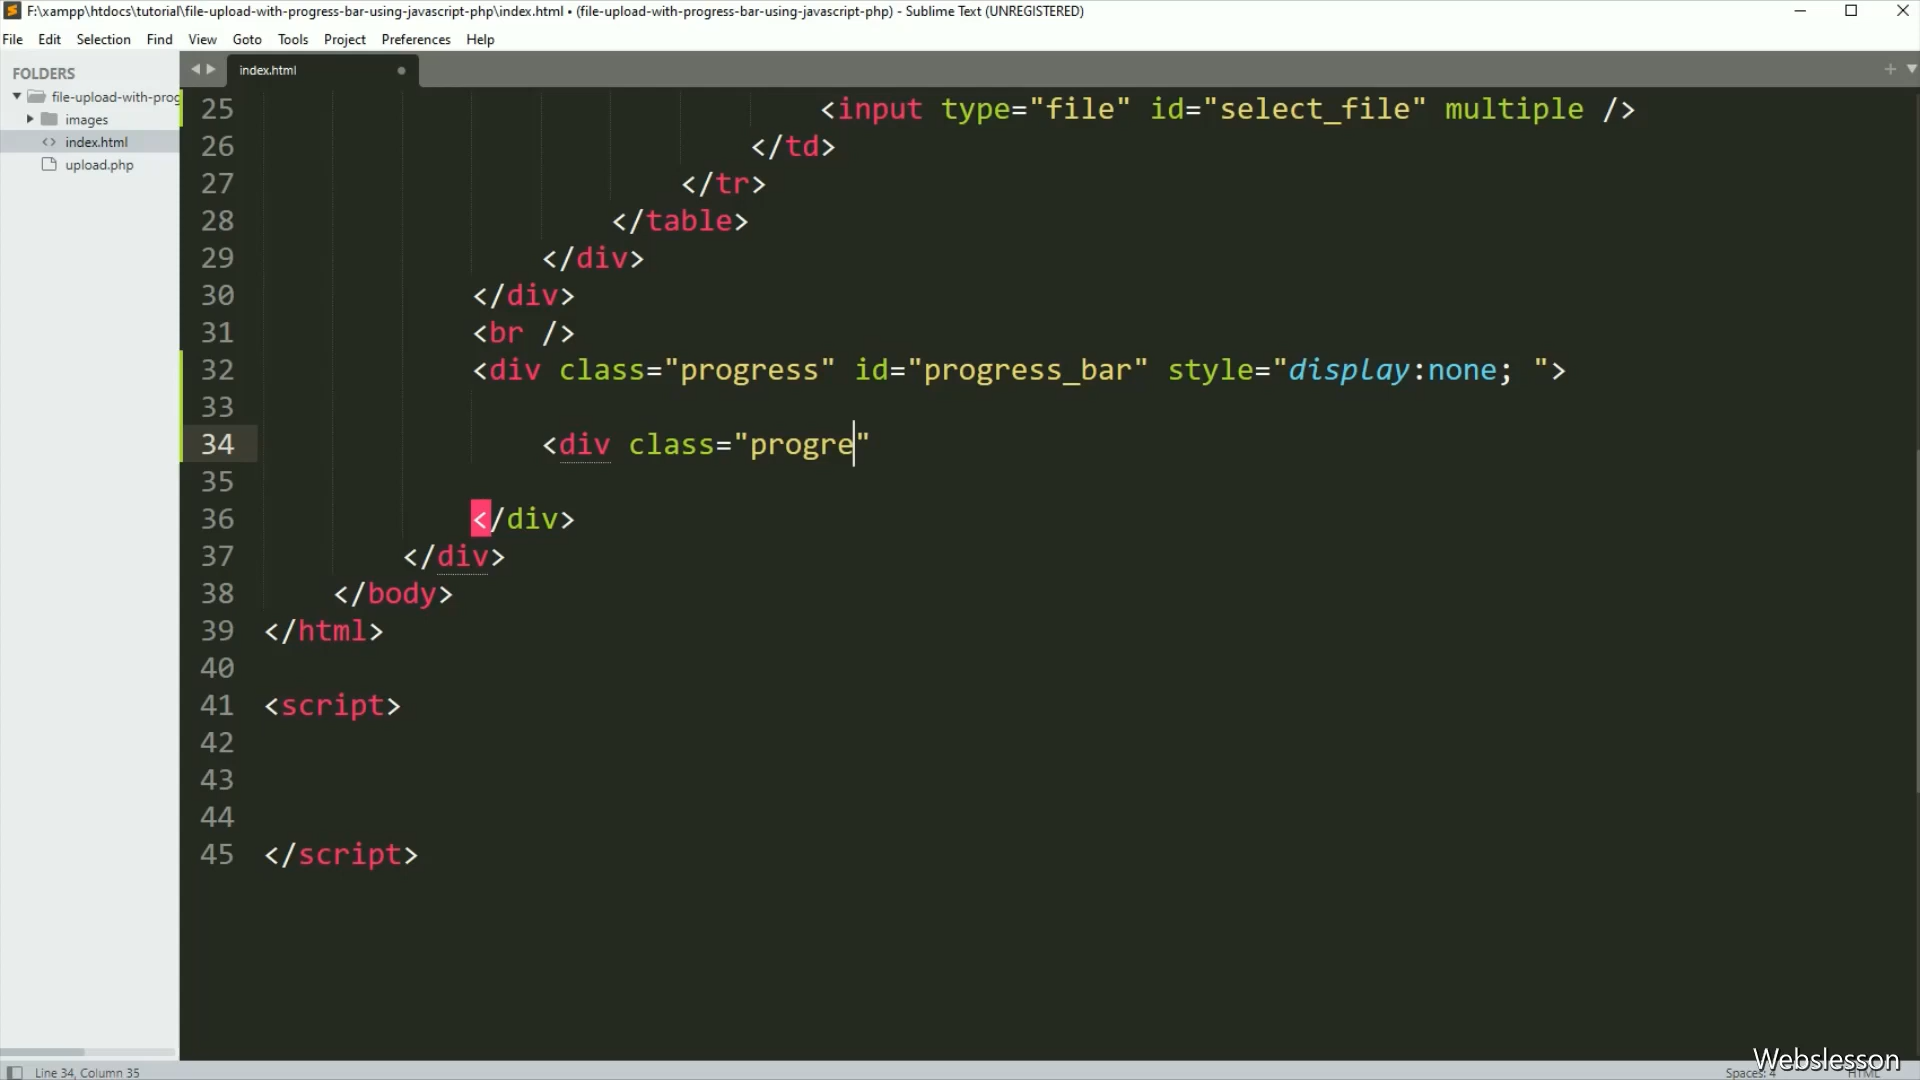 F:\xampp\htdocs\tutorial\file-upload-with-progress-bar-using-javascript-php\index.html • (file-upload-with-progress-bar-using-javascript-php) - Sublime Text (UNREGISTERED)
File Edit Selection Find View Goto Tools Project Preferences Help
FOLDERS
file-upload-with-prog
images
index.html
upload.php
index.html
25 <input type="file" id="select_file" multiple />
26 </td>
27 </tr>
28 </table>
29 </div>
30 </div>
31 <br />
32 <div class="progress" id="progress_bar" style="display:none; ">
33
34 <div class="progre"
35
36 </div>
37 </div>
38 </body>
39 </html>
40
41 <script>
42
43
44
45 </script>
Line 34, Column 35
Spaces: 4 HTML
Webslesson